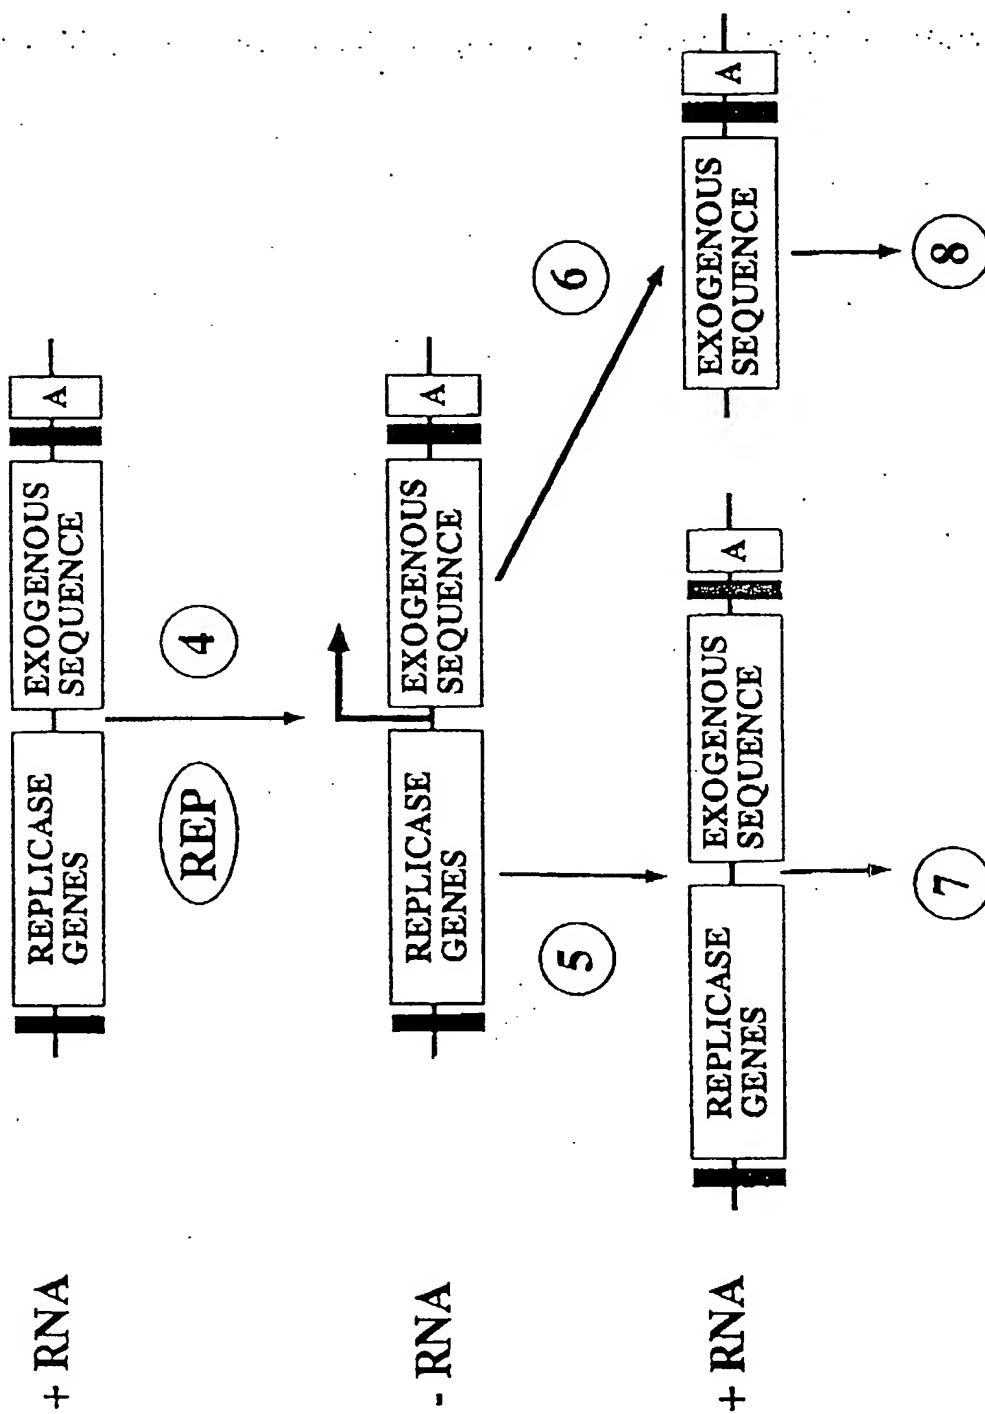 + RNA
REPLICASE
GENES
EXOGENOUS
SEQUENCE
A
REP
4
- RNA
REPLICASE
GENES
EXOGENOUS
SEQUENCE
A
5
6
+ RNA
REPLICASE
GENES
EXOGENOUS
SEQUENCE
A
EXOGENOUS
SEQUENCE
A
7
8